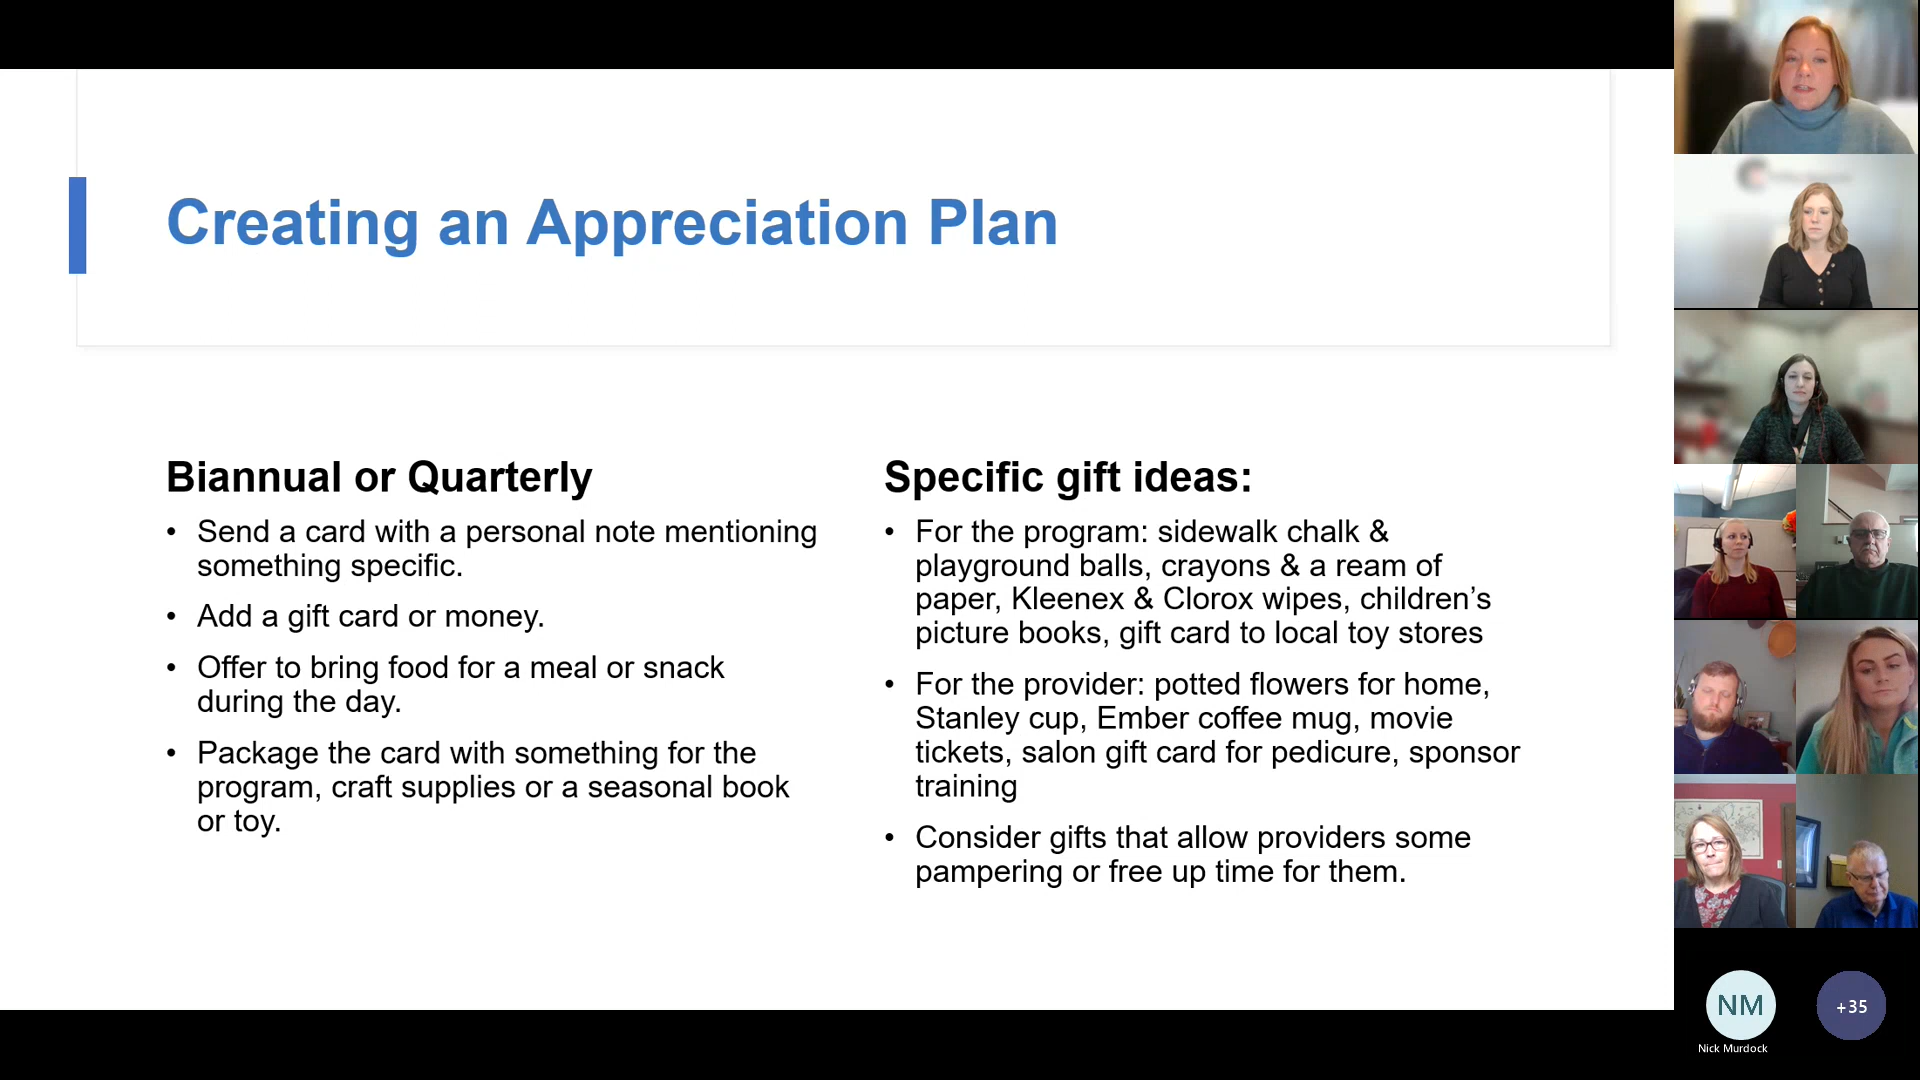 Creating an Appreciation Plan
Biannual or Quarterly
• Send a card with a personal note mentioning
something specific.
• Add a gift card or money.
• Offer to bring food for a meal or snack
during the day.
• Package the card with something for the
program, craft supplies or a seasonal book
or toy.
Specific gift ideas:
• For the program: sidewalk chalk &
playground balls, crayons & a ream of
paper, Kleenex & Clorox wipes, children’s
picture books, gift card to local toy stores
• For the provider: potted flowers for home,
Stanley cup, Ember coffee mug, movie
tickets, salon gift card for pedicure, sponsor
training
• Consider gifts that allow providers some
pampering or free up time for them.
NM
Nick Murdock
+35